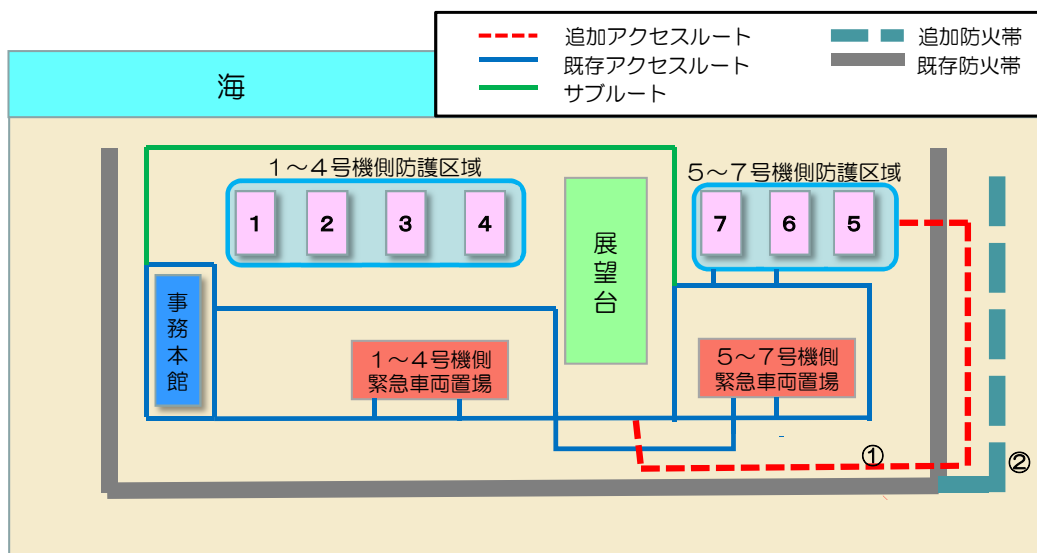 追加アクセスルート
追加防火帯
既存アクセスルート
既存防火帯
サブルート
海
1～4号機側防護区域
5～7号機側防護区域
1
2
3
4
7
6
5
展望台
事務本館
1～4号機側
緊急車両置場
5～7号機側
緊急車両置場
①
②